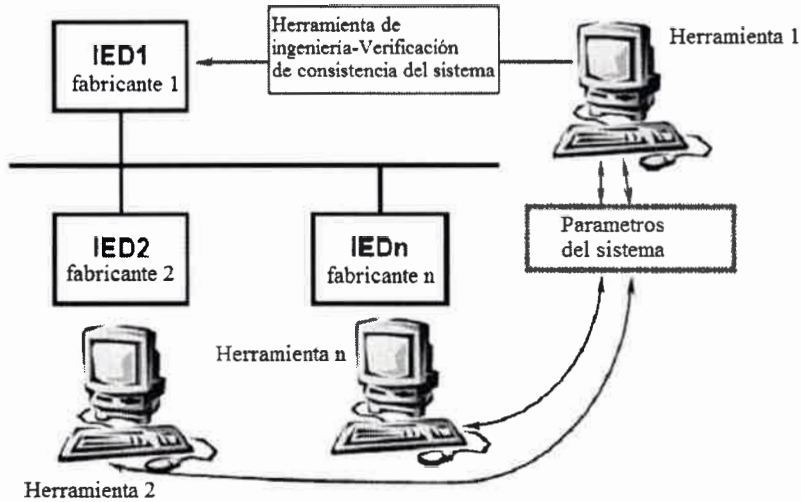 IED1
fabricante 1
Herramienta de
ingeniería-Verificación
de consistencia del sistema
Herramienta 1
IED2
fabricante 2
IEDn
fabricante n
Parametros
del sistema
Herramienta n
Herramienta 2